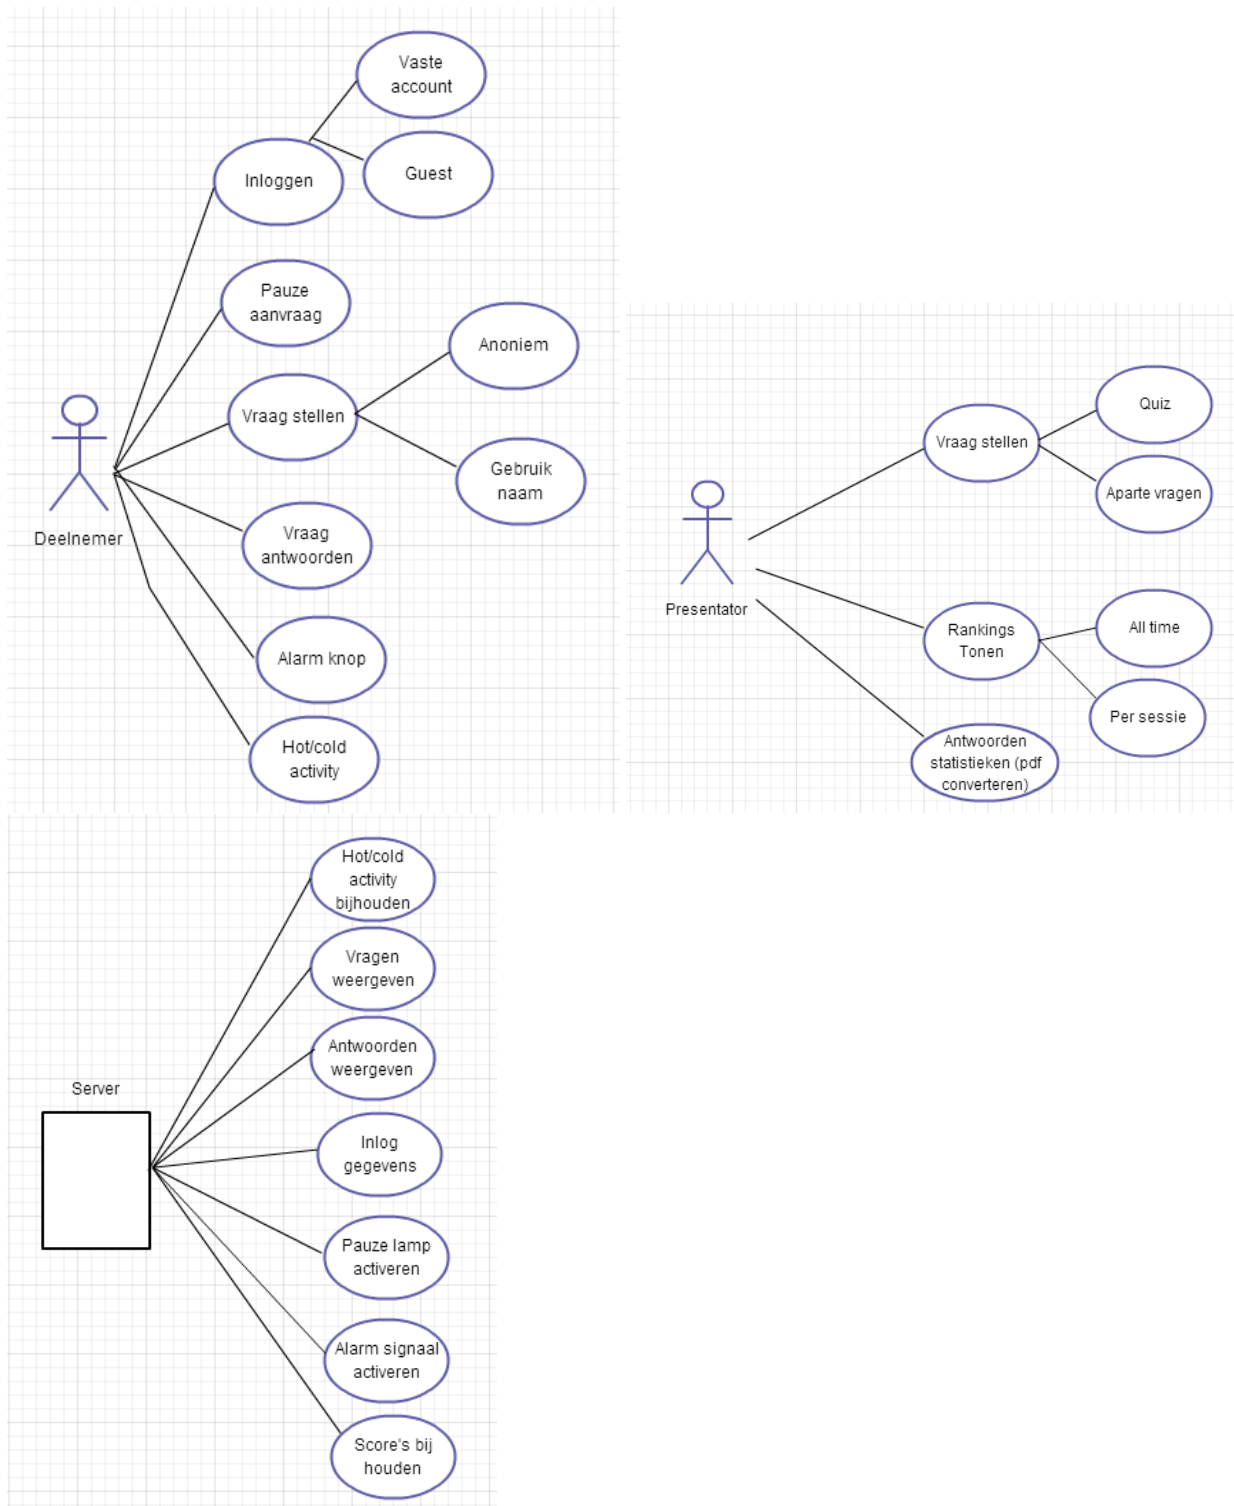 Vaste
account
Guest
Inloggen
Pauze
aanvraag
Anoniem
Vraag stellen
Gebruik
naam
Vraag
antwoorden
Deelnemer
Alarm knop
Hot/cold
activity
Quiz
Vraag stellen
Aparte vragen
Presentator
All time
Rankings
Tonen
Per sessie
Antwoorden
statistieken (pdf
converteren)
Hot/cold
activity
bijhouden
Vragen
weergeven
Antwoorden
weergeven
Server
Inlog
gegevens
Pauze lamp
activeren
Alarm signaal
activeren
Score's bij
houden